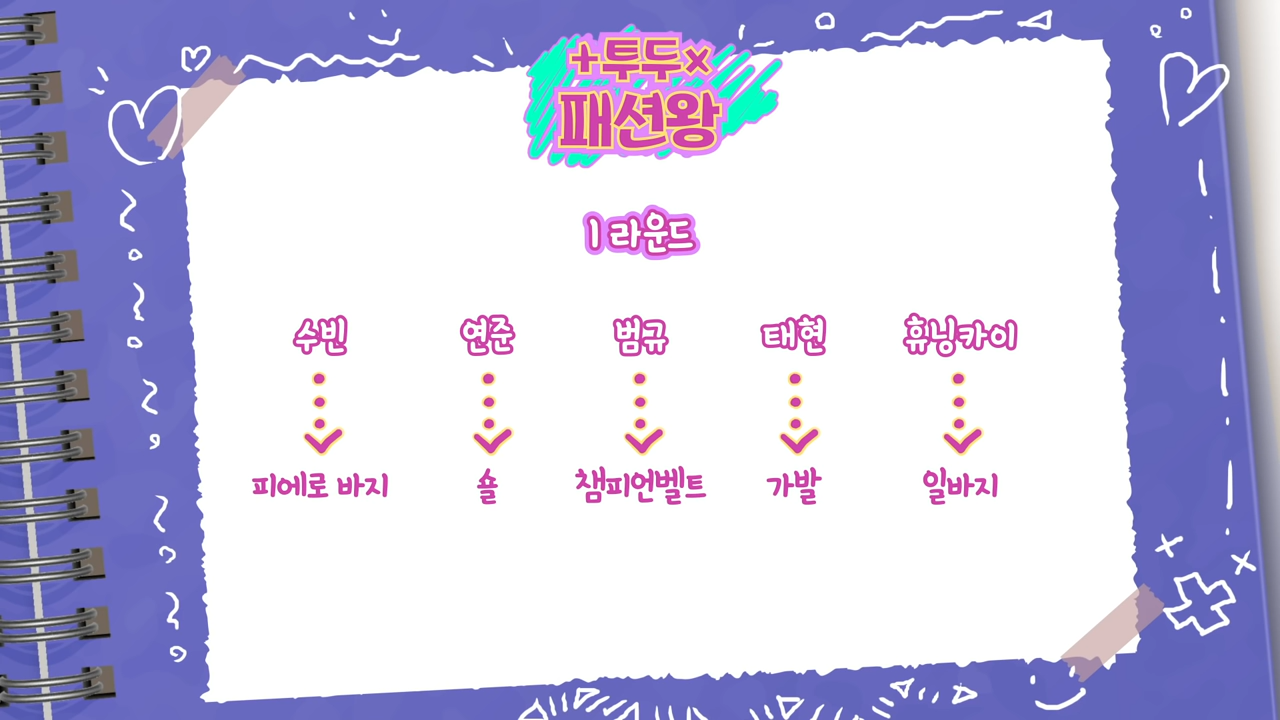 +투두x
패션왕
1 라운드
수빈 연준 범규 태현 휴닝카이
피에로 바지 숄 챔피언벨트 가발 일바지